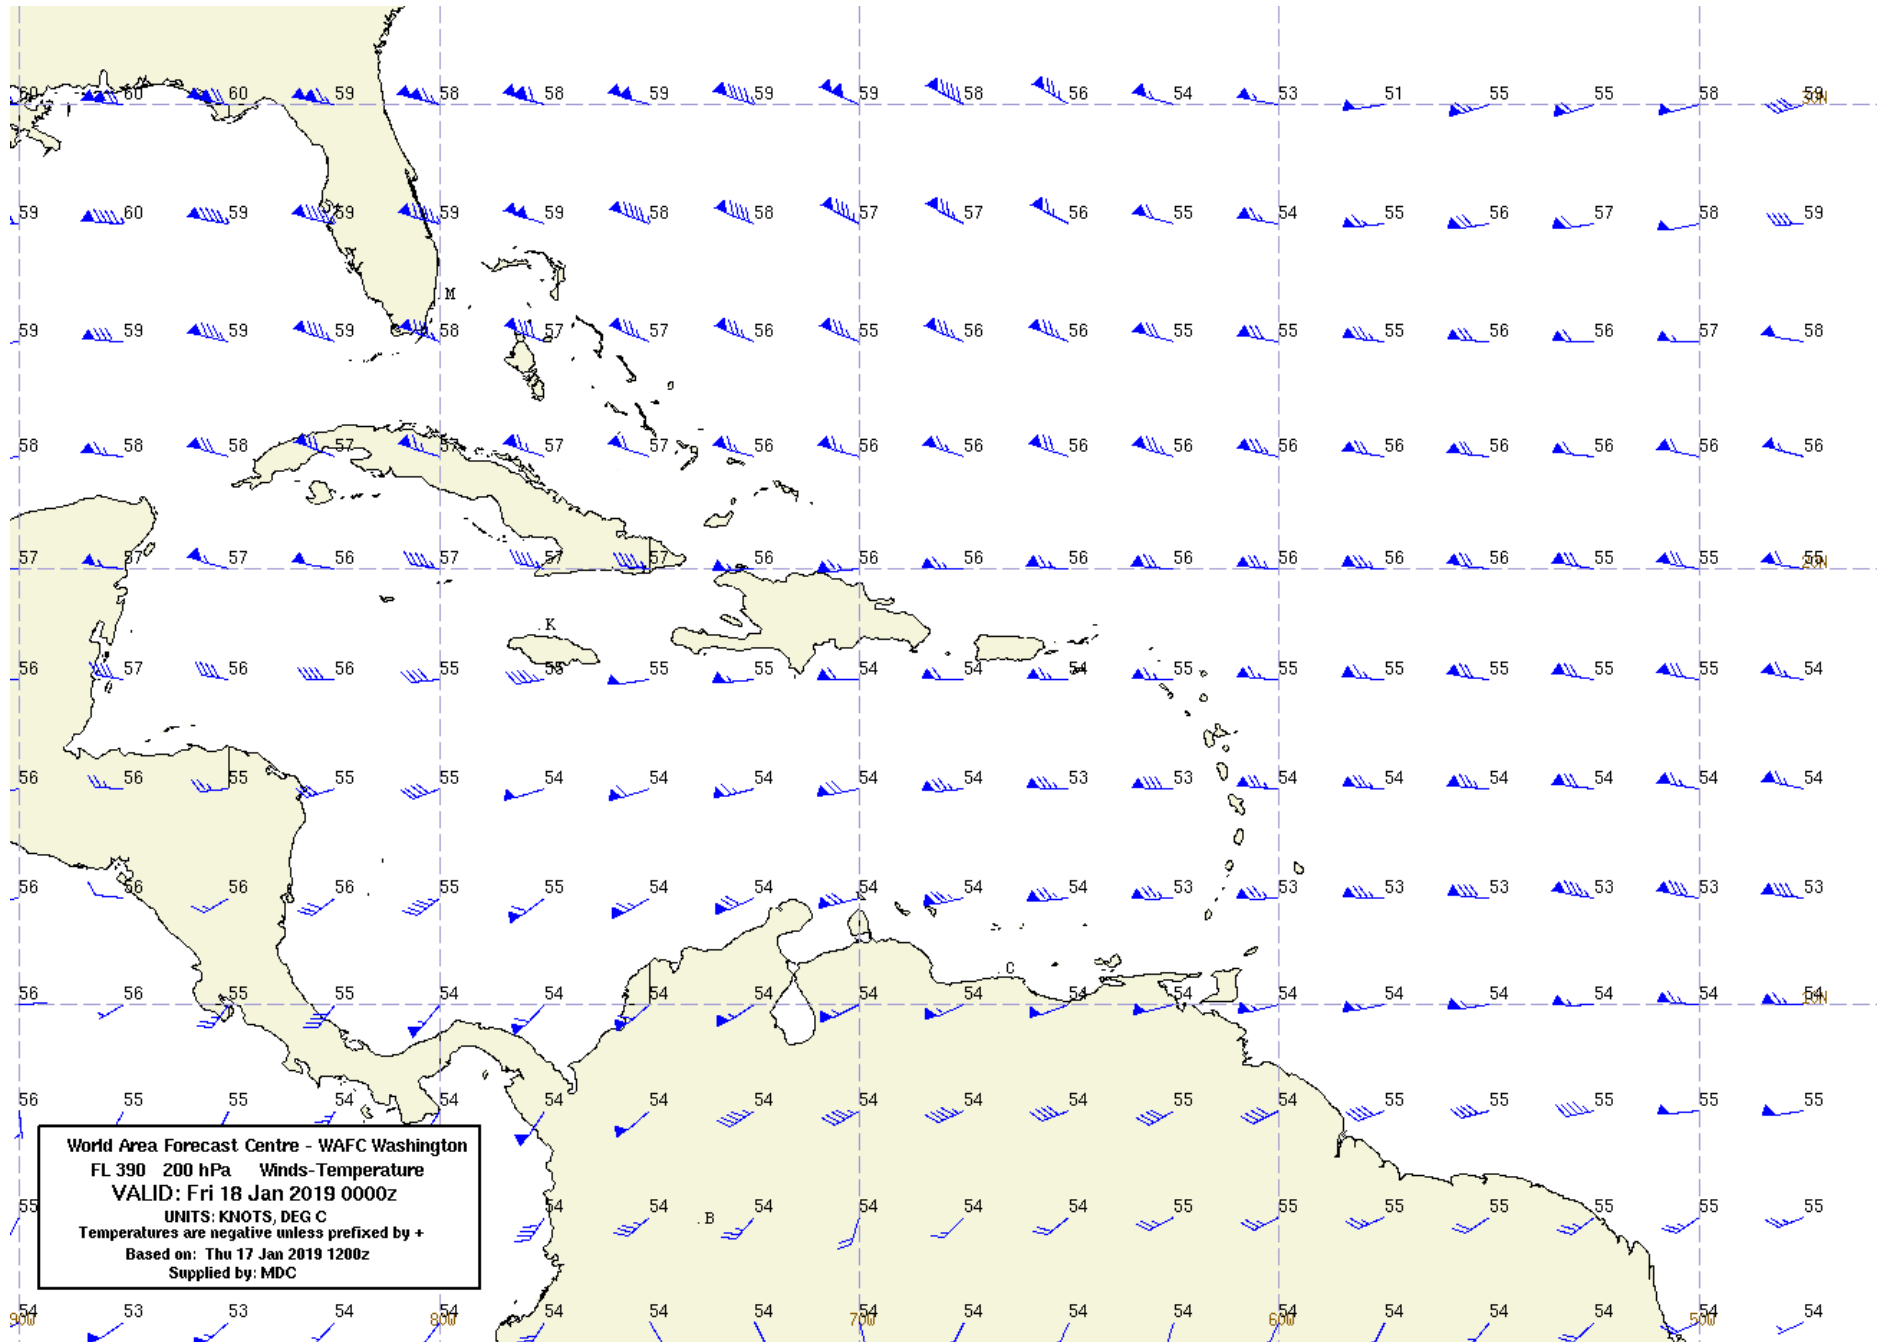 60 60 60 59 58 58 59 59 59 58 56 54 53 51 55 55 58 59
30N
59 60 59 59 59 59 58 58 57 57 56 55 54 55 56 57 58 59
M
59 59 59 59 58 57 57 56 55 56 56 55 55 55 56 56 57 58
58 58 58 57 57 57 57 56 56 56 56 56 56 56 56 56 56 56
57 57 57 56 57 57 57 56 56 56 56 56 56 56 55 55 55 55
20N
K
56 57 56 56 55 55 55 54 54 54 55 55 55 55 55 55 54
56 56 55 55 55 54 54 54 54 54 53 53 54 54 54 54 54 54
56 56 56 56 55 55 54 54 54 54 54 53 53 53 53 53 53 53
C
56 56 55 55 54 54 54 54 54 54 54 54 54 54 54 54 54 54
10N
56 55 55 54 54 54 54 54 54 54 54 55 54 55 55 55 55 55
World Area Forecast Centre - WAFC Washington
FL 390 200 hPa Winds-Temperature
VALID: Fri 18 Jan 2019 0000z
UNITS: KNOTS, DEG C
Temperatures are negative unless prefixed by +
Based on: Thu 17 Jan 2019 1200z
Supplied by: MDC
55 54 54 54 54 54 54 55 55 55 55 55 55
.B
54 53 53 54 54 54 54 54 54 54 54 54 54 54 54 54 54 54
90W 80W 70W 60W 50W